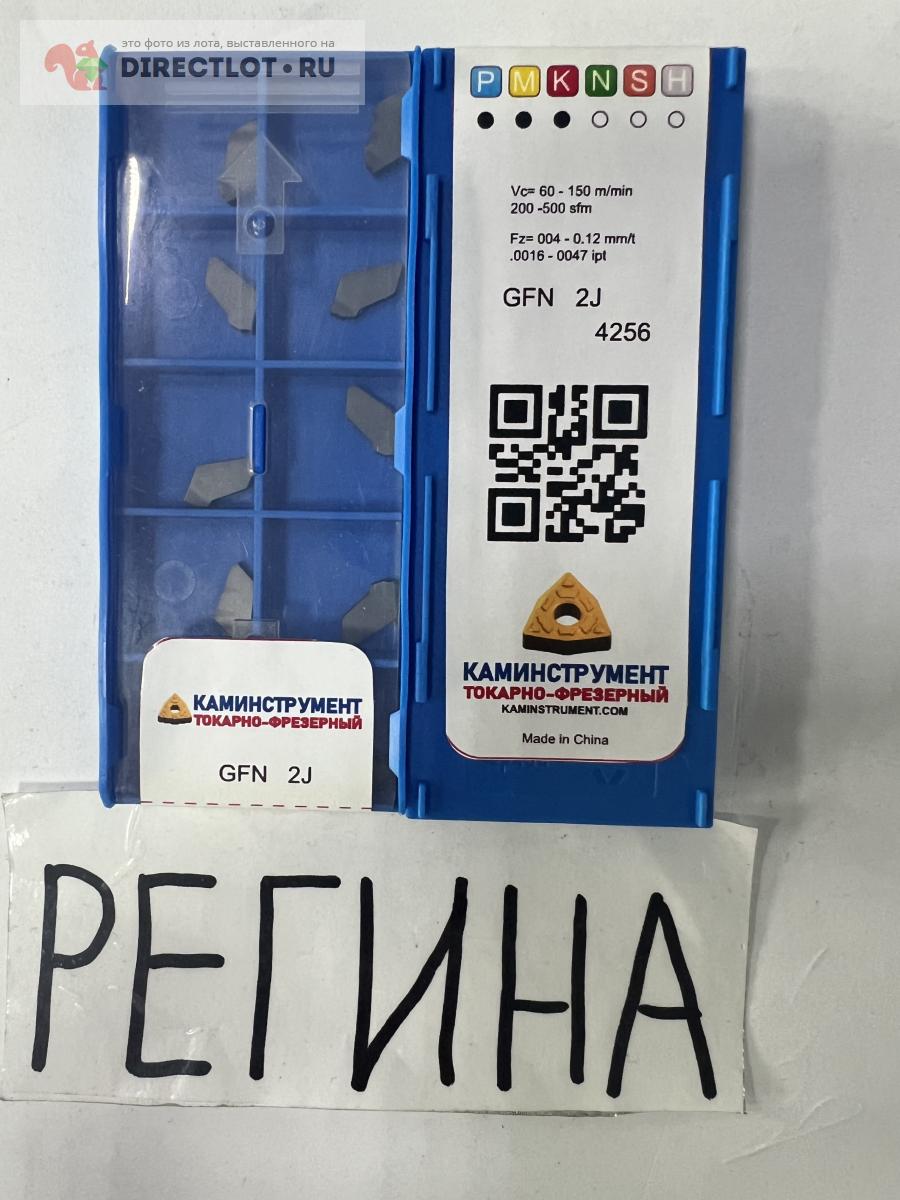 это фото из лота, выставленного на
DIRECTLOT•RU
P M K N S H
Vc= 60 - 150 m/min
200 -500 sfm
Fz= 004 - 0.12 mm/t
.0016 - 0047 ipt
GFN 2J
4256
КАМИНСТРУМЕНТ
ТОКАРНО-ФРЕЗЕРНЫЙ
KAMINSTRUMENT.COM
Made in China
КАМИНСТРУМЕНТ
ТОКАРНО-ФРЕЗЕРНЫЙ
GFN 2J
РЕГИНА